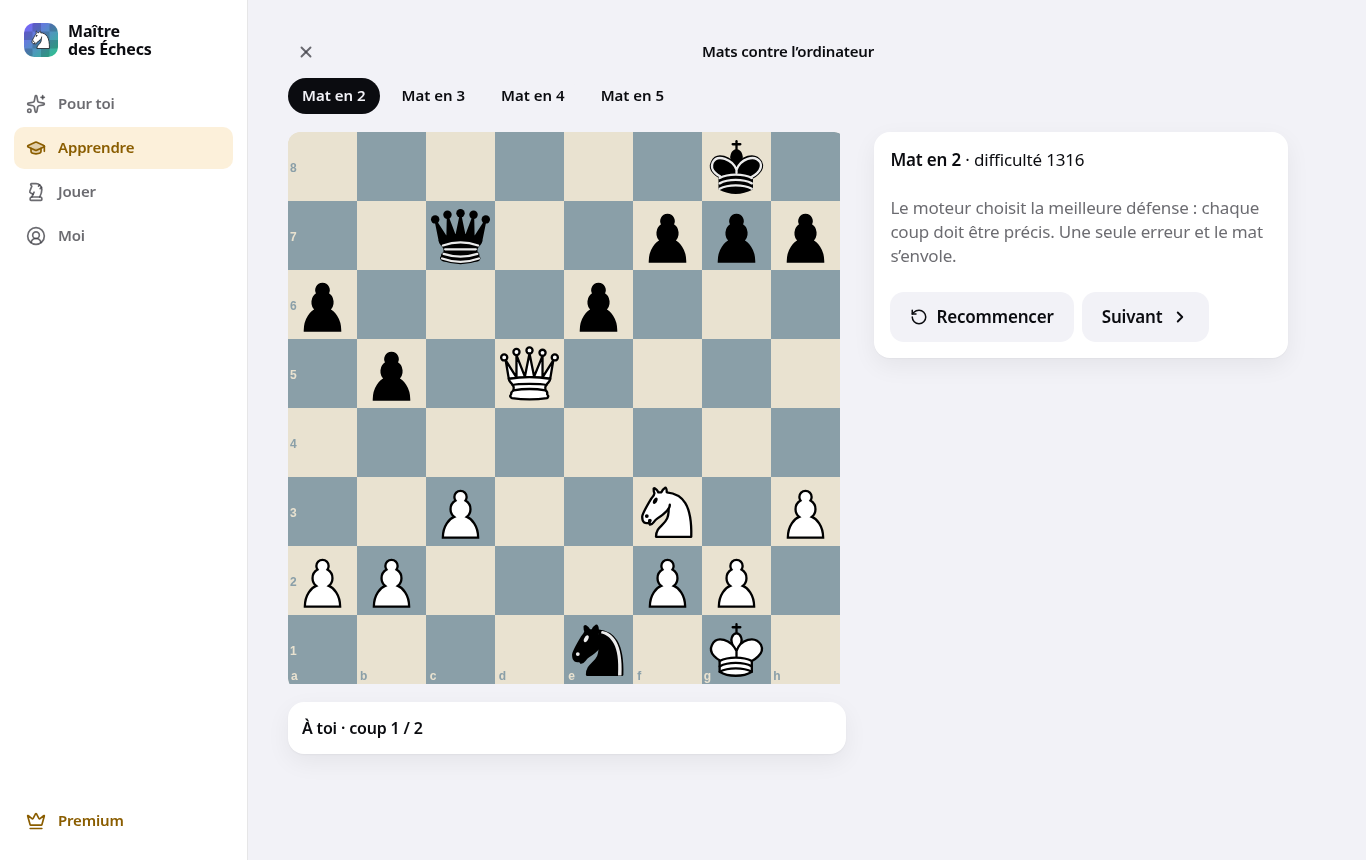 Maître
des Échecs
Pour toi
Apprendre
Jouer
Moi
Premium
Mats contre l’ordinateur
Mat en 2
Mat en 3
Mat en 4
Mat en 5
8
7
6
5
4
3
2
1
a
b
c
d
e
f
g
h
À toi · coup 1 / 2
Mat en 2 · difficulté 1316
Le moteur choisit la meilleure défense : chaque
coup doit être précis. Une seule erreur et le mat
s’envole.
Recommencer
Suivant